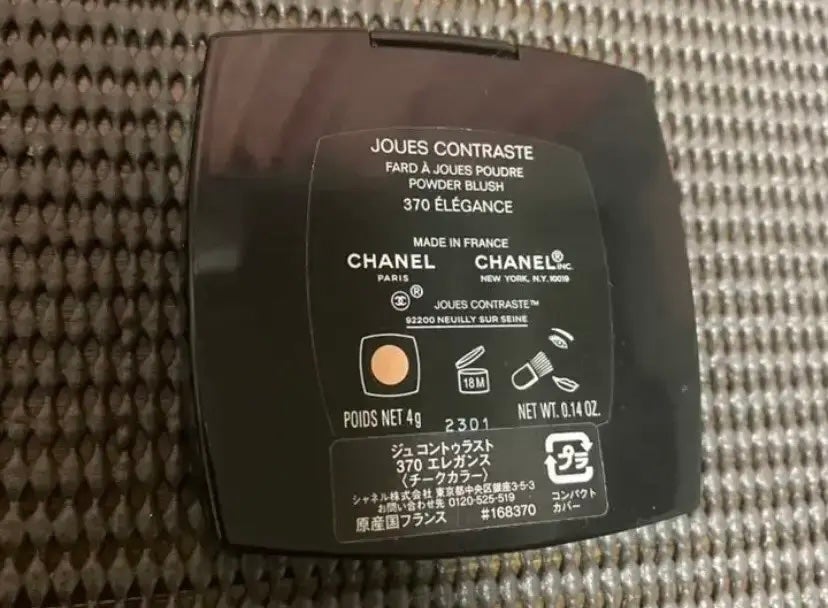 JOUES CONTRASTE
FARD À JOUES POUDRE
POWDER BLUSH
370 ÉLÉGANCE
MADE IN FRANCE
CHANEL
PARIS
CHANEL® INC.
NEW YORK, N.Y. 10019
®
JOUES CONTRASTE™
92200 NEUILLY SUR SEINE
18M
POIDS NET 4g
2301
NET WT. 0.14 OZ.
ジュ コントゥラスト
370 エレガンス
〈チークカラー〉
シャネル株式会社 東京都中央区銀座3-5-3
お問い合わせ先 0120-525-519
原産国フランス
#168370
プラ
コンパクト
カバー